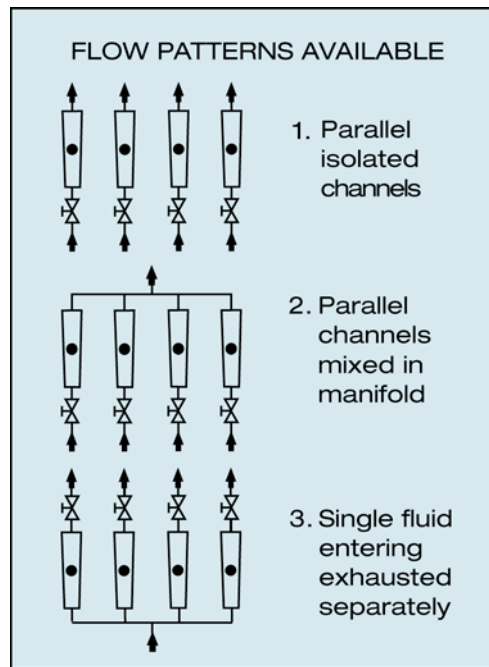 FLOW PATTERNS AVAILABLE
1. Parallel
isolated
channels
2. Parallel
channels
mixed in
manifold
3. Single fluid
entering
exhausted
separately